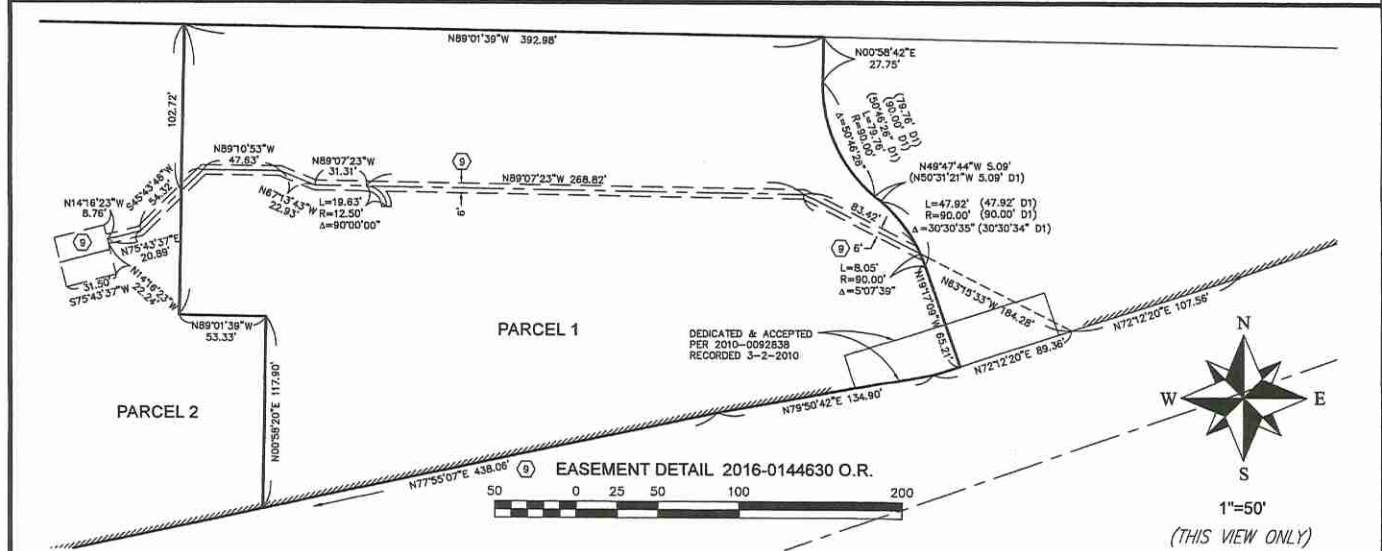 N89°01'39"W 392.98'
N00°58'42"E
27.75'
102.72'
(79.76' D1)
(90.00' D1)
(50°46'26" D1)
L=79.76'
R=90.00'
Δ=50°46'26"
N89°10'53"W
47.63'
N89°07'23"W
31.31'
9
N89°07'23"W 268.82'
N49°47'44"W 5.09'
(N50°31'21"W 5.09' D1)
S45°43'48"W
54.32'
N67°13'43"W
22.93'
L=19.63'
R=12.50'
Δ=90°00'00"
6'
83.42'
L=47.92' (47.92' D1)
R=90.00' (90.00' D1)
Δ=30°30'35" (30°30'34" D1)
N14°16'23"W
8.76'
9
N75°43'37"E
20.89'
9 6'
L=8.05'
R=90.00'
Δ=5°07'39"
31.50'
S75°43'37"W
N14°16'23"W
22.24'
N19°17'09"W 65.21'
N63°15'33"W 184.28'
N72°12'20"E 107.56'
N89°01'39"W
53.33'
PARCEL 1
DEDICATED & ACCEPTED
PER 2010-0092838
RECORDED 3-2-2010
N72°12'20"E 89.36'
PARCEL 2
N00°58'20"E 117.90'
N79°50'42"E 134.90'
N
W E
S
N77°55'07"E 438.06'
9 EASEMENT DETAIL 2016-0144630 O.R.
50 0 25 50 100 200
1"=50'
(THIS VIEW ONLY)